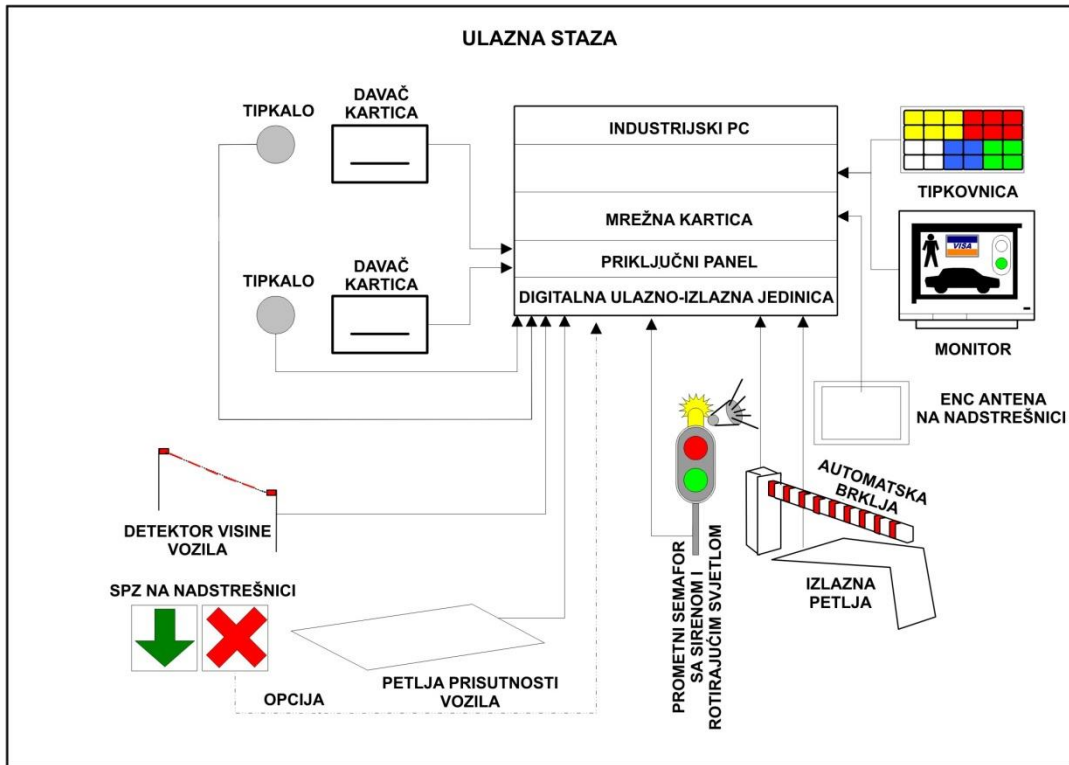 ULAZNA STAZA
TIPKALO
DAVAČ
KARTICA
INDUSTRIJSKI PC
MREŽNA KARTICA
PRIKLJUČNI PANEL
DIGITALNA ULAZNO-IZLAZNA JEDINICA
TIPKOVNICA
TIPKALO
DAVAČ
KARTICA
VISA
MONITOR
ENC ANTENA
NA NADSTREŠNICI
DETEKTOR VISINE
VOZILA
SPZ NA NADSTREŠNICI
OPCIJA
PETLJA PRISUTNOSTI
VOZILA
PROMETNI SEMAFOR
SA SIRENOM I
ROTIRAJUĆIM SVJETLOM
AUTOMATSKA
BRKLJA
IZLAZNA
PETLJA